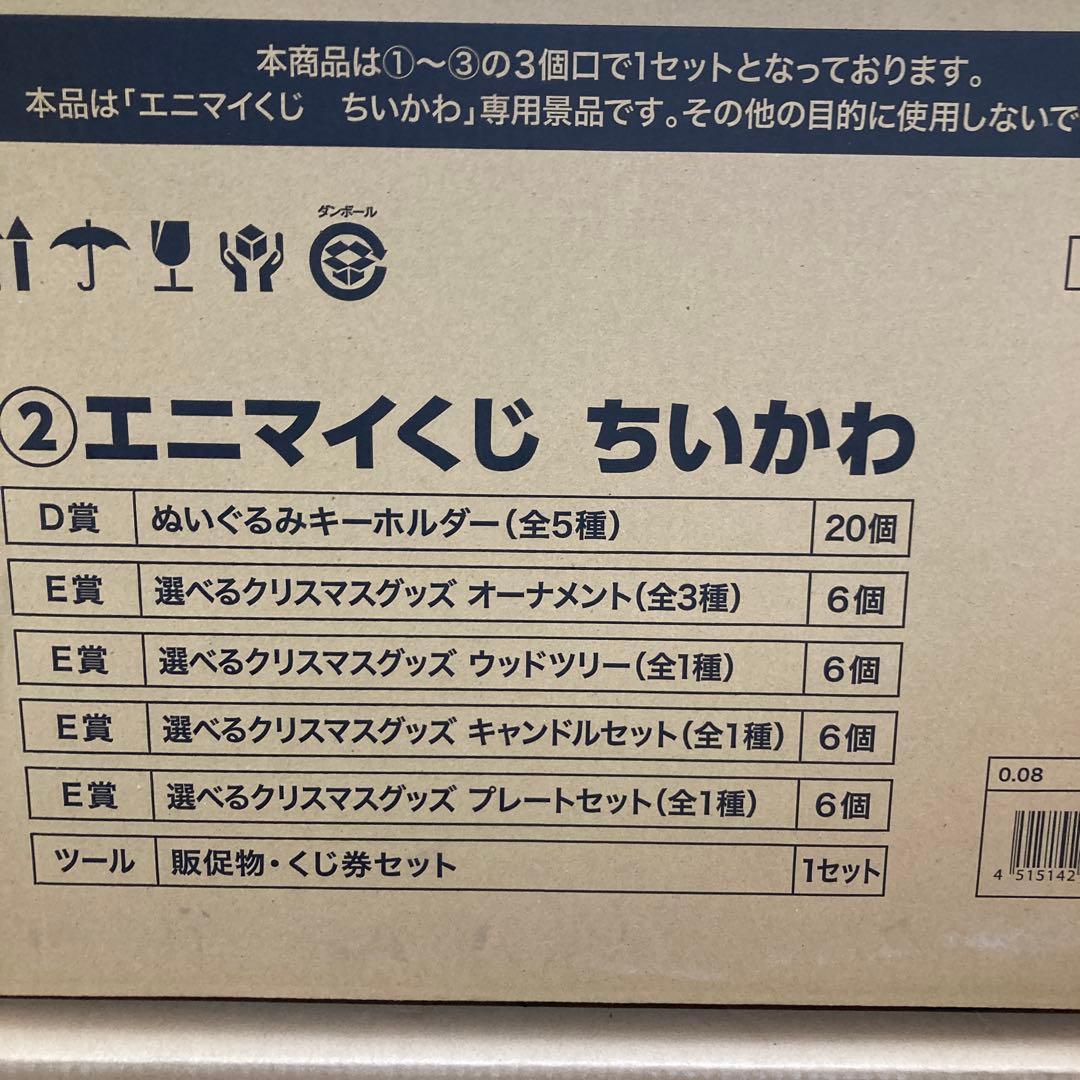 本商品は①〜③の3個口で1セットとなっております。
本品は「エニマイくじ　ちいかわ」専用景品です。その他の目的に使用しないで
ダンボール
②エニマイくじ ちいかわ
D賞 ぬいぐるみキーホルダー(全5種) 20個
E賞 選べるクリスマスグッズ オーナメント(全3種) 6個
E賞 選べるクリスマスグッズ ウッドツリー(全1種) 6個
E賞 選べるクリスマスグッズ キャンドルセット(全1種) 6個
E賞 選べるクリスマスグッズ プレートセット(全1種) 6個
ツール 販促物・くじ券セット 1セット
0.08
4 515142